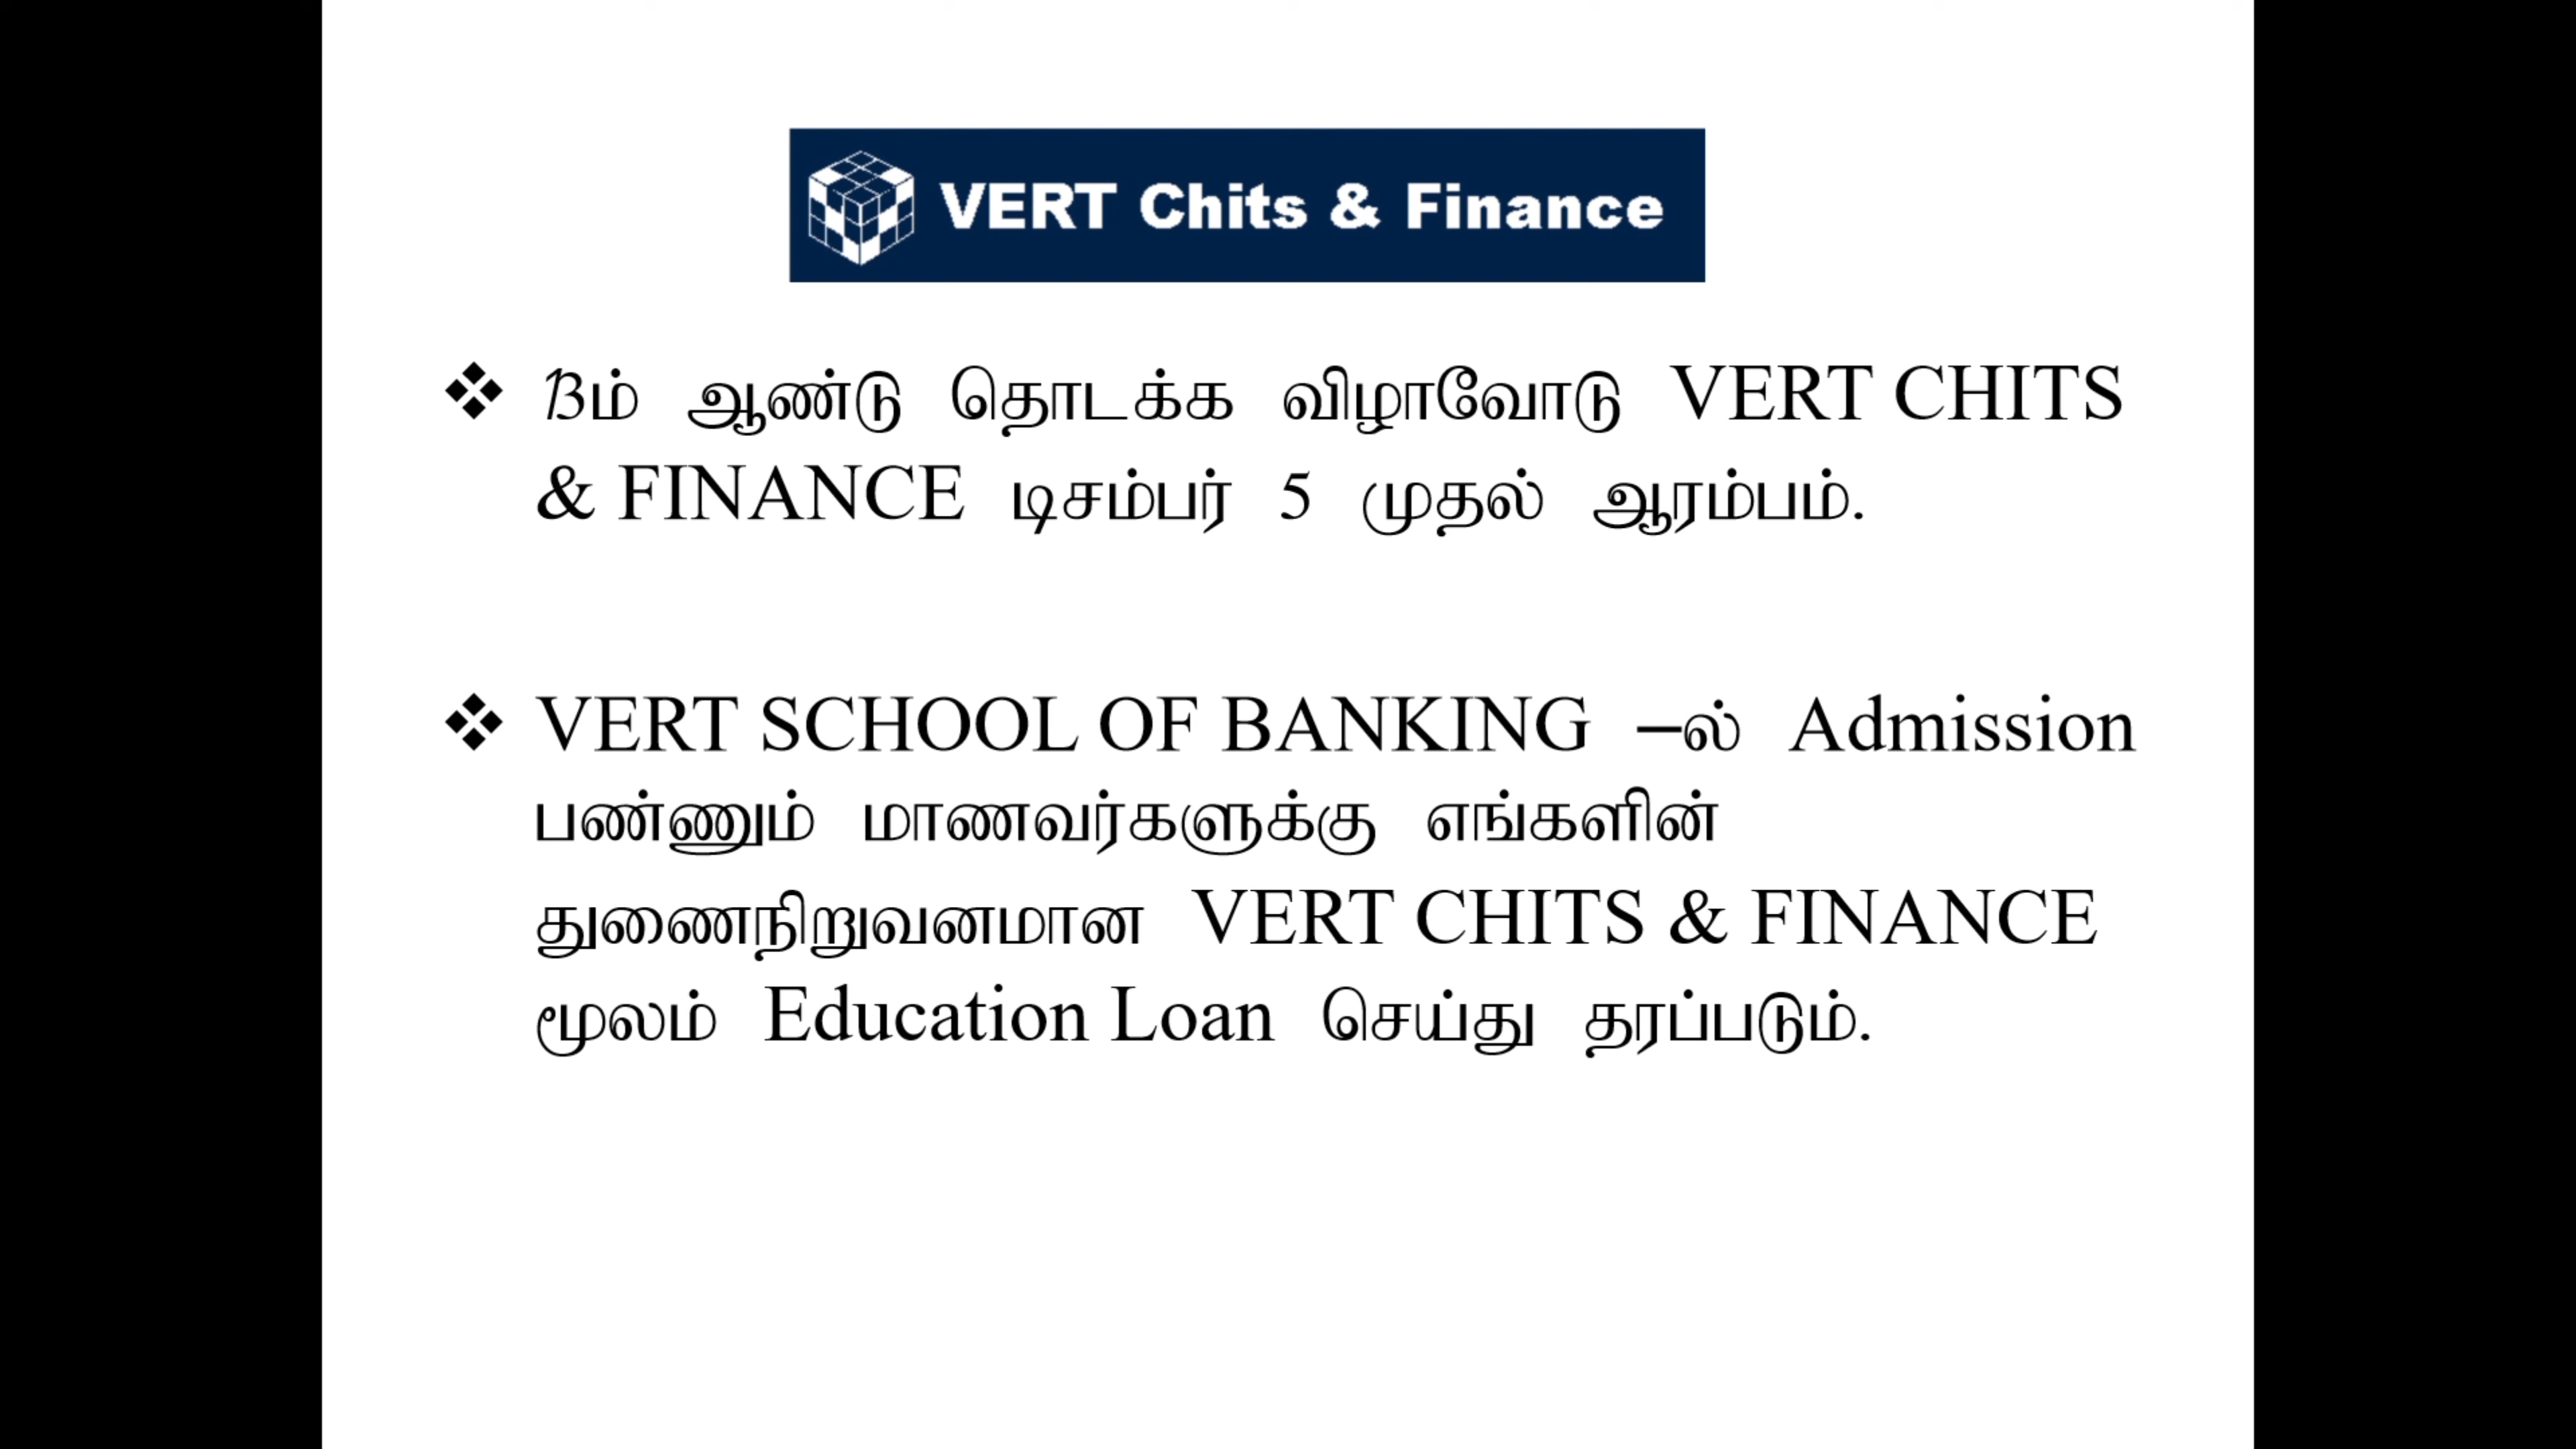 VERT Chits & Finance
❖ 13ம் ஆண்டு தொடக்க விழாவோடு VERT CHITS
& FINANCE டிசம்பர் 5 முதல் ஆரம்பம்.
❖ VERT SCHOOL OF BANKING –ல் Admission
பண்ணும் மாணவர்களுக்கு எங்களின்
துணைநிறுவனமான VERT CHITS & FINANCE
மூலம் Education Loan செய்து தரப்படும்.